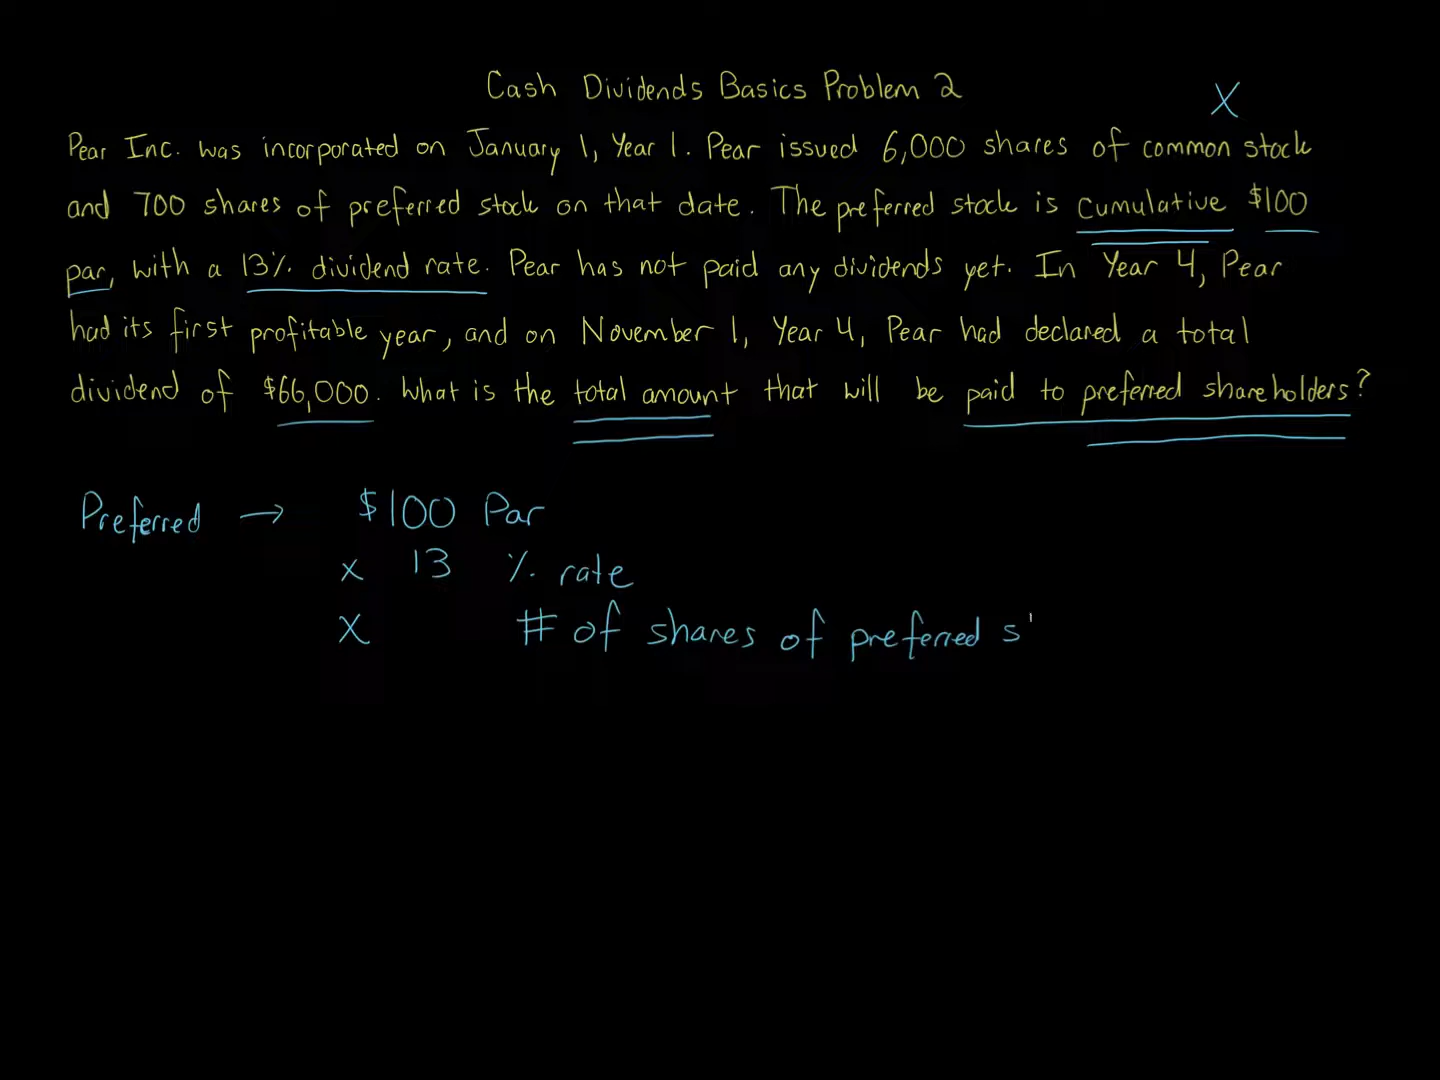 Cash Dividends Basics Problem 2
X
Pear Inc. was incorporated on January 1, Year 1. Pear issued 6,000 shares of common stock
and 700 shares of preferred stock on that date. The preferred stock is cumulative $100
par, with a 13% dividend rate. Pear has not paid any dividends yet. In Year 4, Pear
had its first profitable year, and on November 1, Year 4, Pear had declared a total
dividend of $66,000. What is the total amount that will be paid to preferred shareholders?
Preferred → $100 Par
x 13 % rate
x # of shares of preferred s